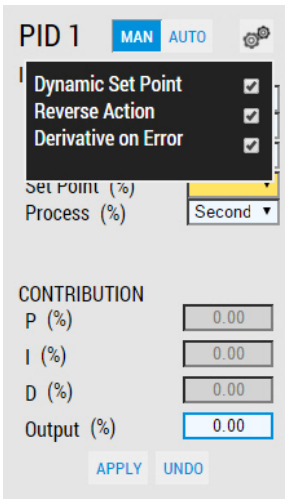 PID 1 MAN AUTO
Dynamic Set Point
Reverse Action
Derivative on Error
Set Point (%)
Process (%) Second
CONTRIBUTION
P (%) 0.00
I (%) 0.00
D (%) 0.00
Output (%) 0.00
APPLY UNDO